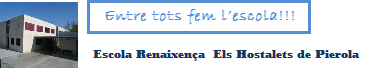 Entre tots fem l'escola!!!
Escola Renaixença Els Hostalets de Pierola